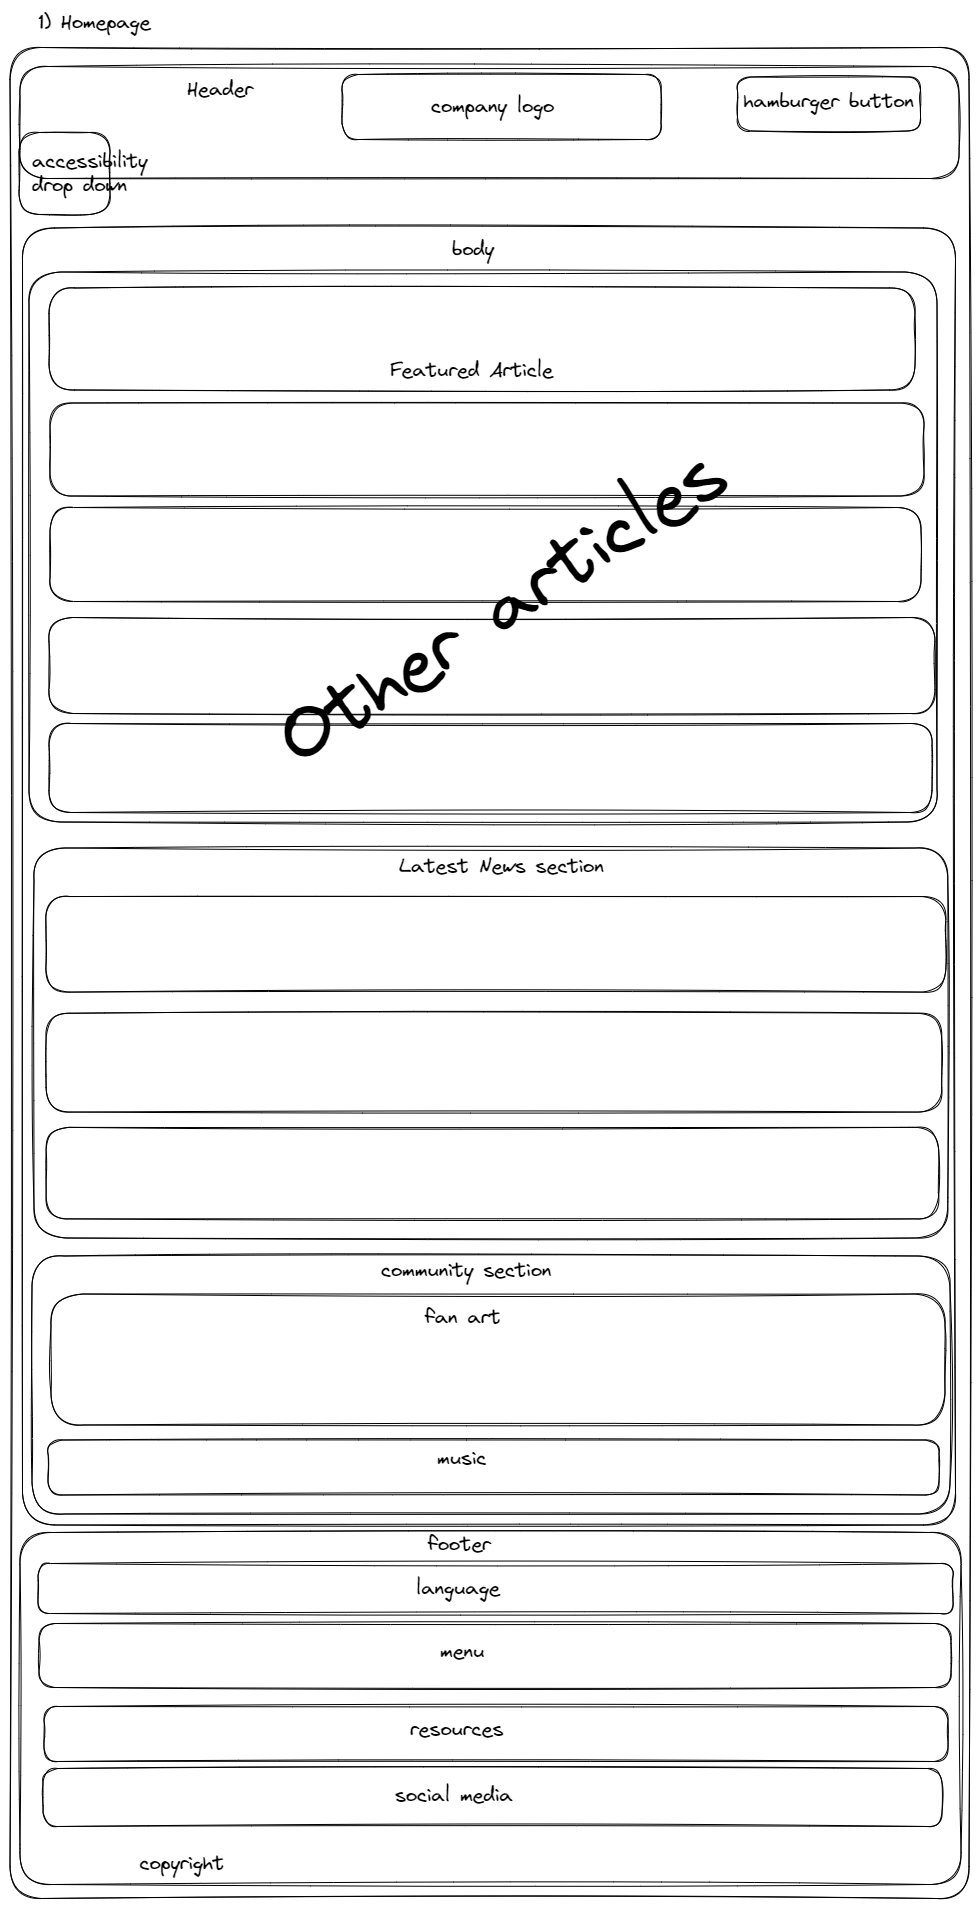 1) Homepage
Header
company logo
hamburger button
accessibility
drop down
body
Featured Article
Other articles
Latest News section
community section
fan art
music
footer
language
menu
resources
social media
copyright